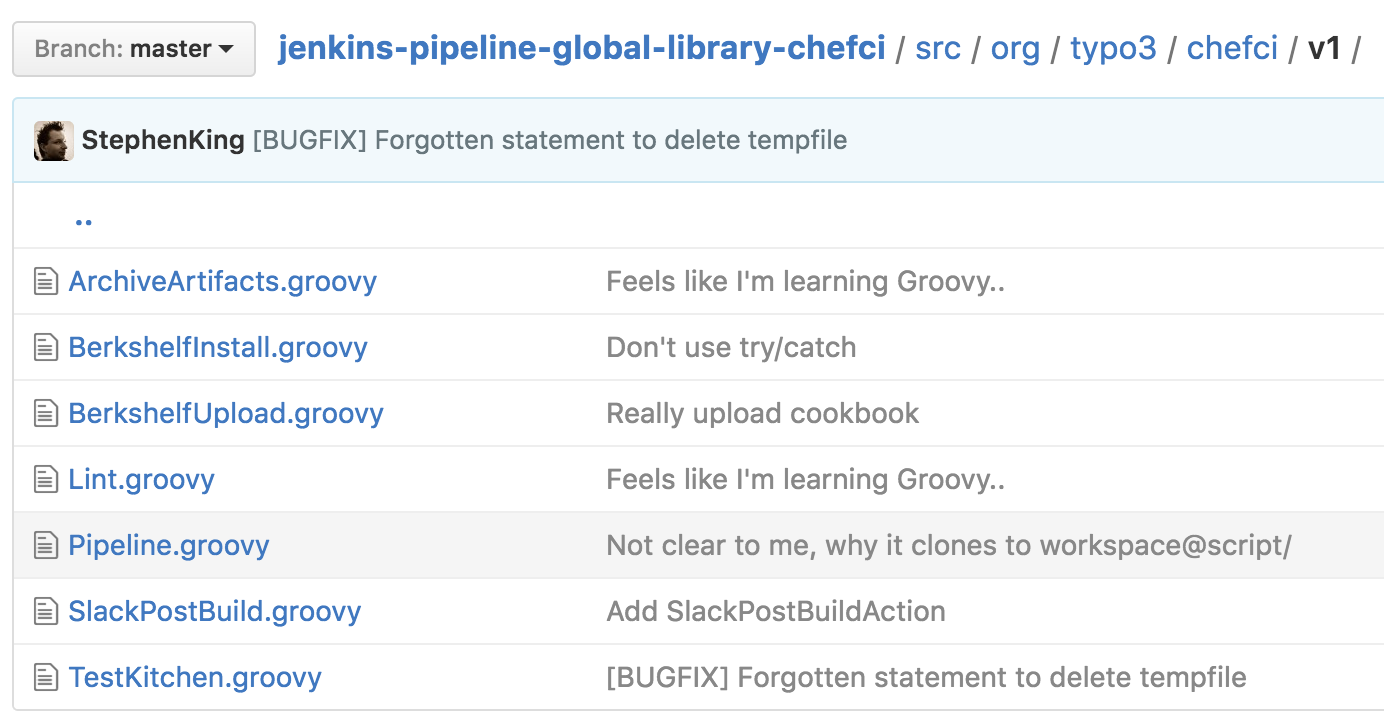 Branch: master jenkins-pipeline-global-library-chefci / src / org / typo3 / chefci / v1 /
StephenKing [BUGFIX] Forgotten statement to delete tempfile
..
ArchiveArtifacts.groovy Feels like I'm learning Groovy..
BerkshelfInstall.groovy Don't use try/catch
BerkshelfUpload.groovy Really upload cookbook
Lint.groovy Feels like I'm learning Groovy..
Pipeline.groovy Not clear to me, why it clones to workspace@script/
SlackPostBuild.groovy Add SlackPostBuildAction
TestKitchen.groovy [BUGFIX] Forgotten statement to delete tempfile